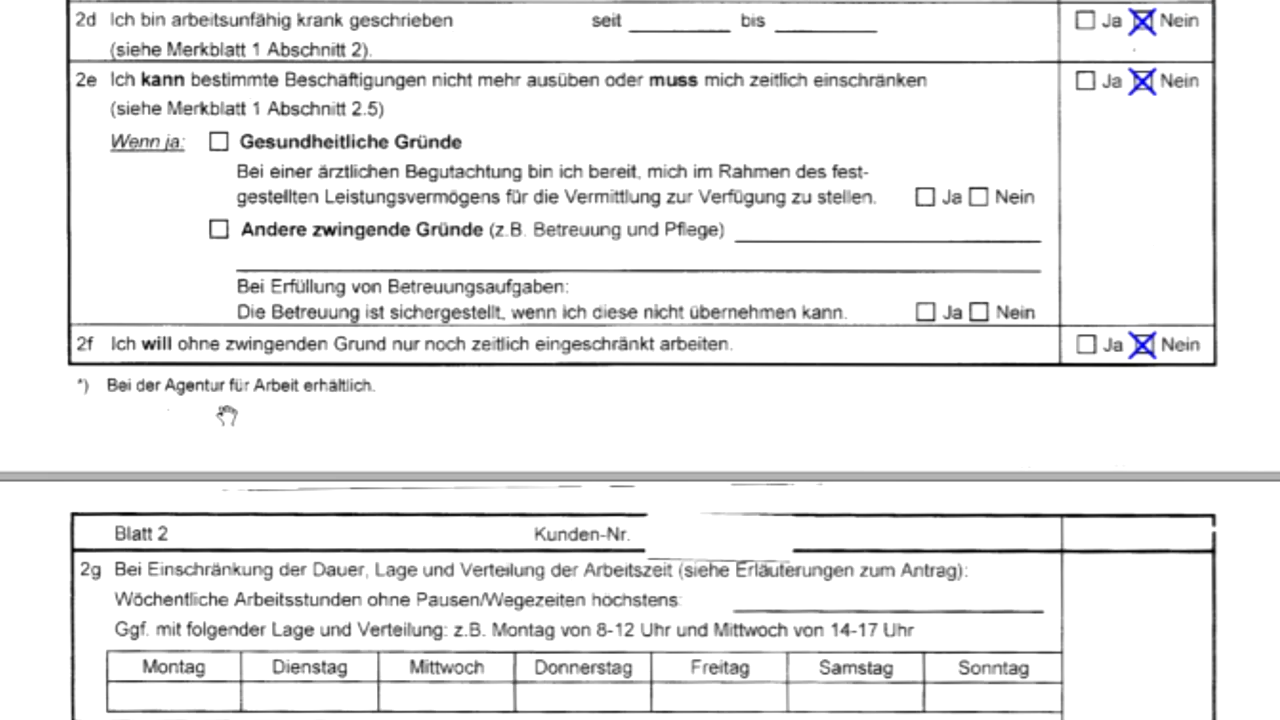 2d Ich bin arbeitsunfähig krank geschrieben seit bis Ja Nein
(siehe Merkblatt 1 Abschnitt 2).
2e Ich kann bestimmte Beschäftigungen nicht mehr ausüben oder muss mich zeitlich einschränken Ja Nein
(siehe Merkblatt 1 Abschnitt 2.5)
Wenn ja: Gesundheitliche Gründe
Bei einer ärztlichen Begutachtung bin ich bereit, mich im Rahmen des fest-
gestellten Leistungsvermögens für die Vermittlung zur Verfügung zu stellen. Ja Nein
Andere zwingende Gründe (z.B. Betreuung und Pflege)
Bei Erfüllung von Betreuungsaufgaben:
Die Betreuung ist sichergestellt, wenn ich diese nicht übernehmen kann. Ja Nein
2f Ich will ohne zwingenden Grund nur noch zeitlich eingeschränkt arbeiten. Ja Nein
*) Bei der Agentur für Arbeit erhältlich.
Blatt 2 Kunden-Nr.
2g Bei Einschränkung der Dauer, Lage und Verteilung der Arbeitszeit (siehe Erläuterungen zum Antrag):
Wöchentliche Arbeitsstunden ohne Pausen/Wegezeiten höchstens:
Ggf. mit folgender Lage und Verteilung: z.B. Montag von 8-12 Uhr und Mittwoch von 14-17 Uhr
Montag Dienstag Mittwoch Donnerstag Freitag Samstag Sonntag